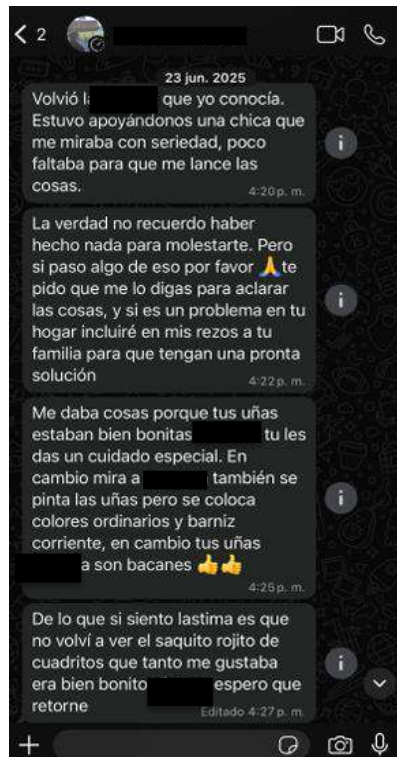 2
23 jun. 2025
Volvió l que yo conocía.
Estuvo apoyándonos una chica que
me miraba con seriedad, poco
faltaba para que me lance las
cosas.
4:20 p. m.
La verdad no recuerdo haber
hecho nada para molestarte. Pero
si paso algo de eso por favor 🙏 te
pido que me lo digas para aclarar
las cosas, y si es un problema en tu
hogar incluiré en mis rezos a tu
familia para que tengan una pronta
solución
4:22 p. m.
Me daba cosas porque tus uñas
estaban bien bonitas tu les
das un cuidado especial. En
cambio mira a también se
pinta las uñas pero se coloca
colores ordinarios y barniz
corriente, en cambio tus uñas
a son bacanes 👍👍
4:25 p. m.
De lo que si siento lastima es que
no volví a ver el saquito rojito de
cuadritos que tanto me gustaba
era bien bonito espero que
retorne
Editado 4:27 p. m.